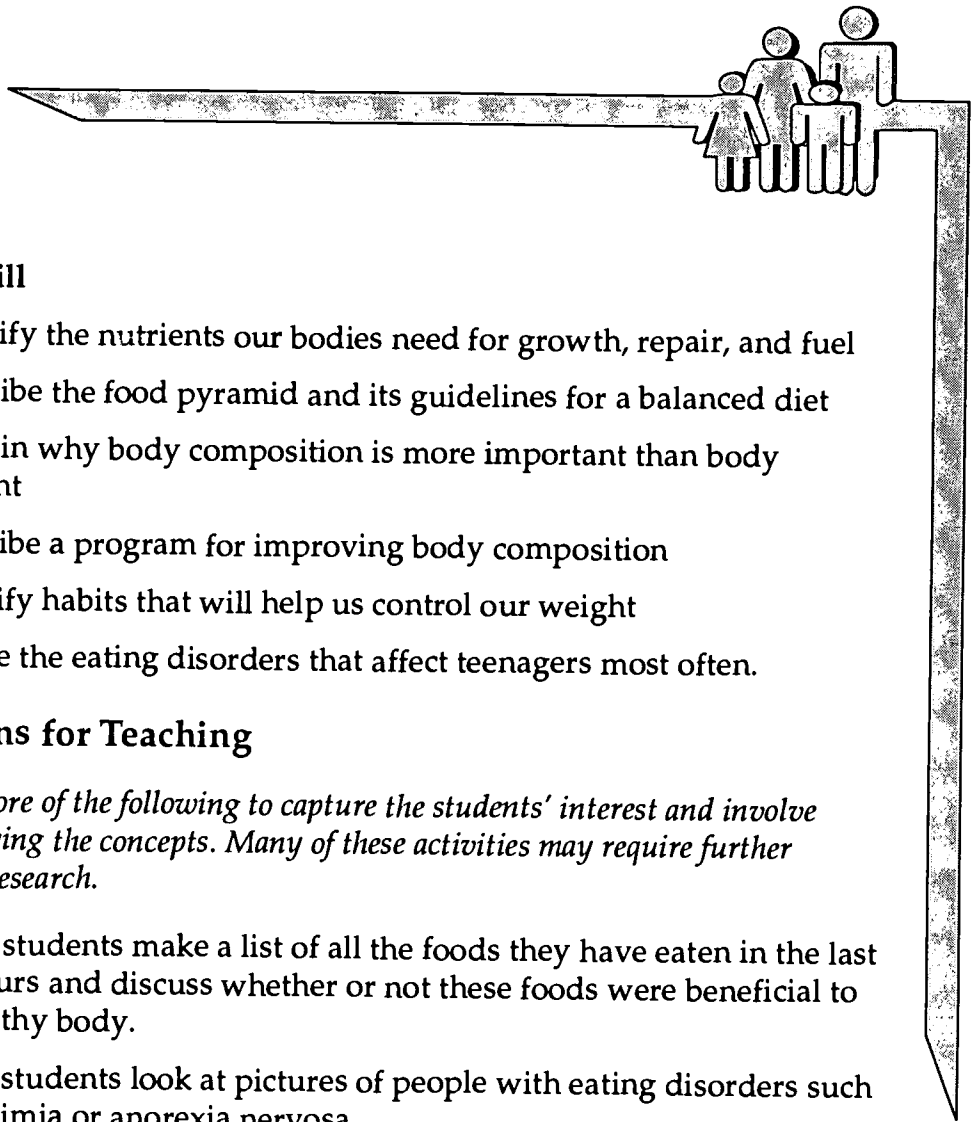 ill
ify the nutrients our bodies need for growth, repair, and fuel
ibe the food pyramid and its guidelines for a balanced diet
in why body composition is more important than body
nt
ibe a program for improving body composition
ify habits that will help us control our weight
e the eating disorders that affect teenagers most often.
ns for Teaching
ore of the following to capture the students' interest and involve
ing the concepts. Many of these activities may require further
esearch.
students make a list of all the foods they have eaten in the last
urs and discuss whether or not these foods were beneficial to
thy body.
students look at pictures of people with eating disorders such
imia or anorexia nervosa